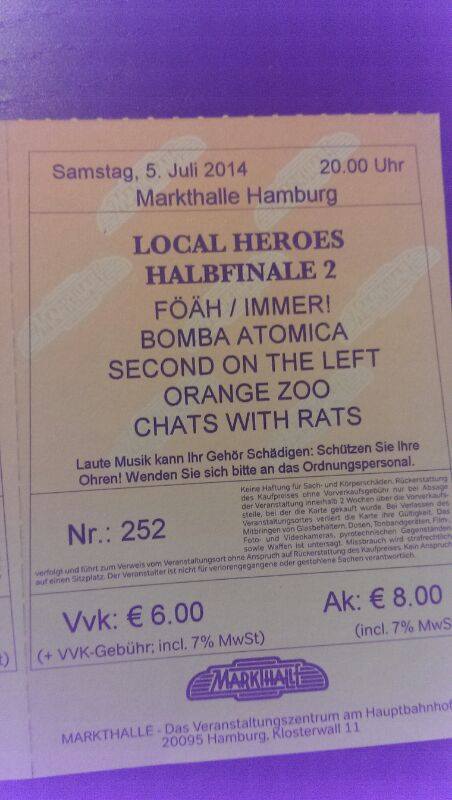 Samstag, 5. Juli 2014 20.00 Uhr
Markthalle Hamburg
LOCAL HEROES
HALBFINALE 2
FÖÄH / IMMER!
BOMBA ATOMICA
SECOND ON THE LEFT
ORANGE ZOO
CHATS WITH RATS
Laute Musik kann Ihr Gehör Schädigen: Schützen Sie Ihre
Ohren! Wenden Sie sich bitte an das Ordnungspersonal.
Keine Haftung für Sach- und Körperschäden. Rückerstattung
des Kaufpreises ohne Vorverkaufsgebühr nur bei Absage
der Veranstaltung innerhalb 2 Wochen über die Vorverkaufs-
stelle, bei der die Karte gekauft wurde. Bei Verlassen des
Veranstaltungsortes verliert die Karte ihre Gültigkeit. Das
Mitbringen von Glasbehältern, Dosen, Tonbandgeräten, Film-,
Foto- und Videokameras, pyrotechnischen Gegenständen
sowie Waffen ist untersagt. Missbrauch wird strafrechtlich
Nr.: 252
verfolgt und führt zum Verweis vom Veranstaltungsort ohne Anspruch auf Rückerstattung des Kaufpreises. Kein Anspruch
auf einen Sitzplatz. Der Veranstalter ist nicht für verlorengegangene oder gestohlene Sachen verantwortlich.
Vvk: € 6.00 Ak: € 8.00
(+ VVK-Gebühr; incl. 7% MwSt) (incl. 7% MwS
MARKTHALLE
MARKTHALLE - Das Veranstaltungszentrum am Hauptbahnhof
20095 Hamburg, Klosterwall 11